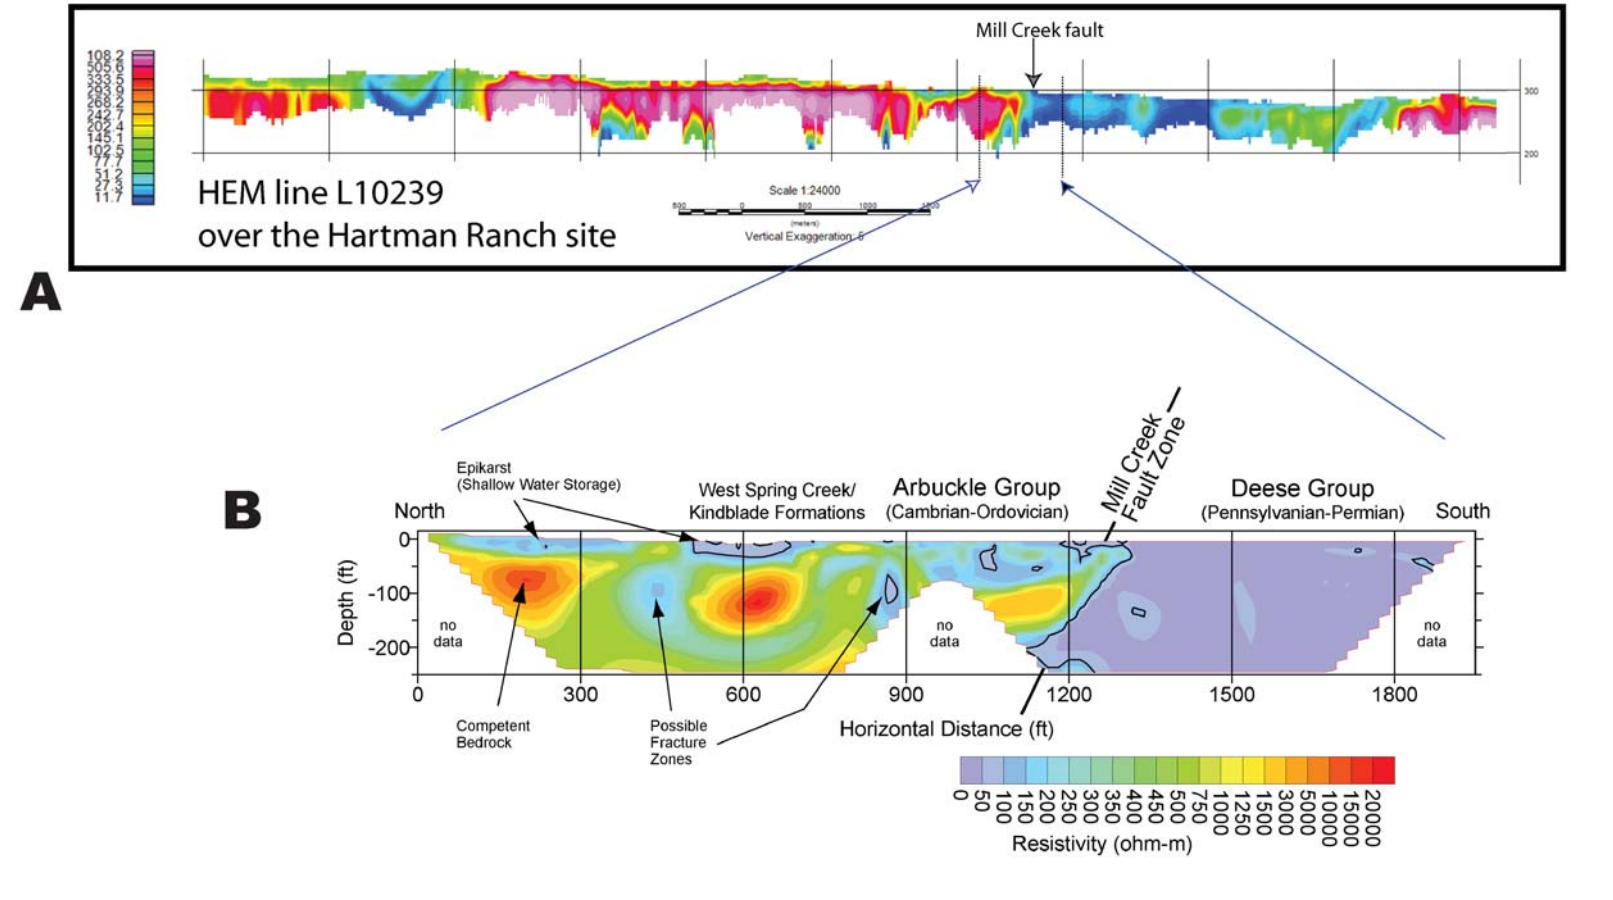 Mill Creek fault
108.2
505.6
333.5
293.9
268.2
242.7
202.4
145.1
102.5
77.7
51.2
27.3
11.7
300
200
HEM line L10239
over the Hartman Ranch site
Scale 1:24000
500 0 500 1000
(meters)
Vertical Exaggeration: 5
A
B
Mill Creek
Fault Zone
Epikarst
(Shallow Water Storage)
North
West Spring Creek/
Kindblade Formations
Arbuckle Group
(Cambrian-Ordovician)
Deese Group
(Pennsylvanian-Permian)
South
Depth (ft)
0
-100
-200
no
data
no
data
no
data
0 300 600 900 1200 1500 1800
Competent
Bedrock
Possible
Fracture
Zones
Horizontal Distance (ft)
0 50 100 150 200 250 300 350 400 450 500 750 1000 1250 1500 3000 5000 10000 15000 20000
Resistivity (ohm-m)